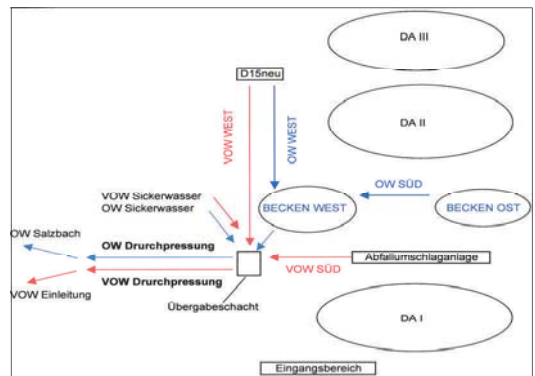 DA III
D15neu
DA II
VOW WEST
OW WEST
OW SÜD
VOW Sickerwasser
OW Sickerwasser
BECKEN WEST
BECKEN OST
OW Salzbach
OW Drurchpressung
Abfallumschlaganlage
VOW SÜD
VOW Drurchpressung
VOW Einleitung
Übergabeschacht
DA I
Eingangsbereich